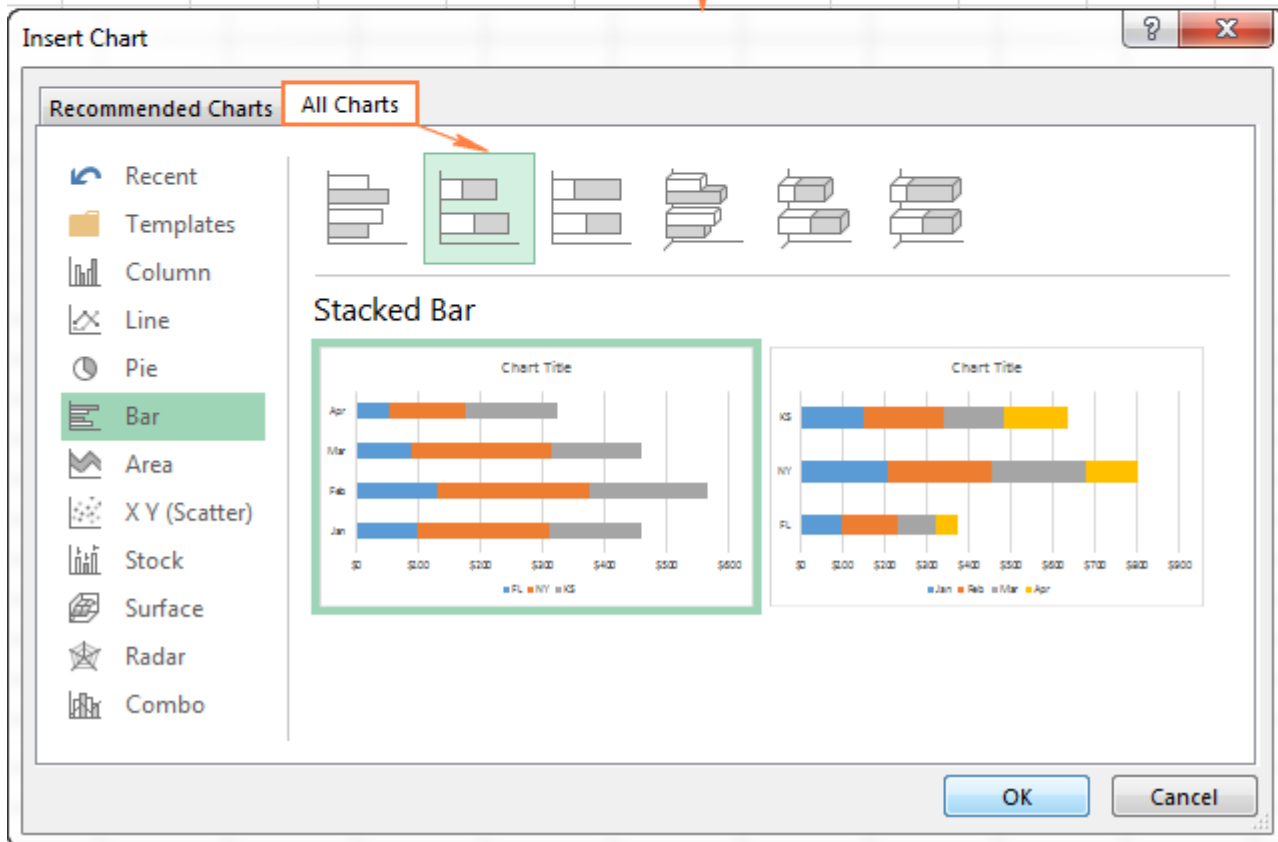 Insert Chart
?
X
Recommended Charts
All Charts
Recent
Templates
Column
Line
Pie
Bar
Area
X Y (Scatter)
Stock
Surface
Radar
Combo
Stacked Bar
Chart Title
Apr
Mar
Feb
Jan
$0 $100 $200 $300 $400 $500 $600
FL NY KS
Chart Title
KS
NY
FL
$0 $100 $200 $300 $400 $500 $600 $700 $800 $900
Jan Feb Mar Apr
OK
Cancel